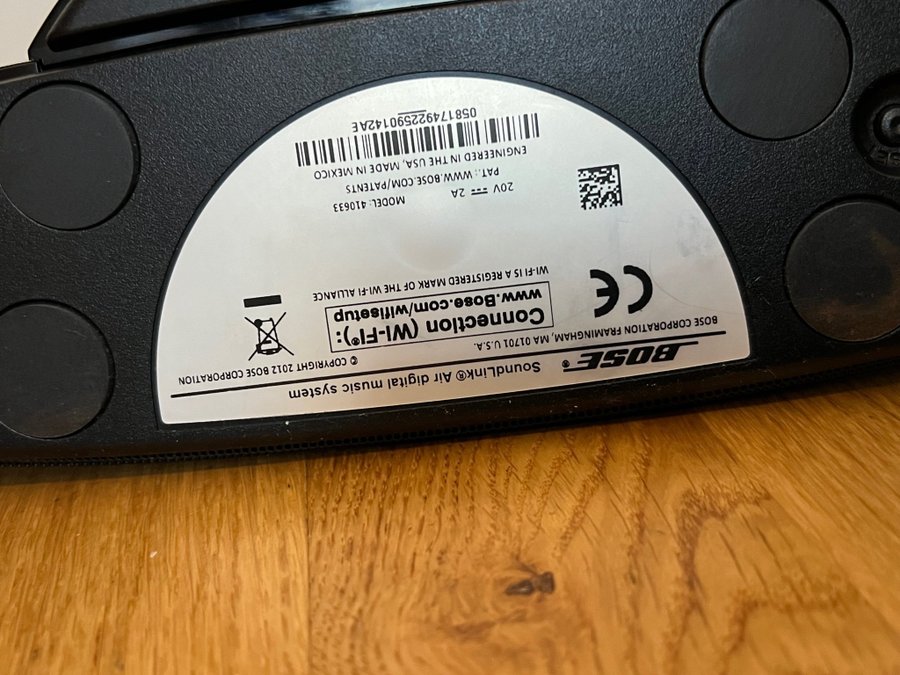 SoundLink® Air digital music system
BOSE®
BOSE CORPORATION FRAMINGHAM, MA 01701 U.S.A.
© COPYRIGHT 2012 BOSE CORPORATION
Connection (Wi-Fi®):
www.Bose.com/wifisetup
WI-FI IS A REGISTERED MARK OF THE WI-FI ALLIANCE
CE
20V ⎓ 2A
MODEL: 410633
PAT.: WWW.BOSE.COM/PATENTS
ENGINEERED IN THE USA, MADE IN MEXICO
058174922590142AE